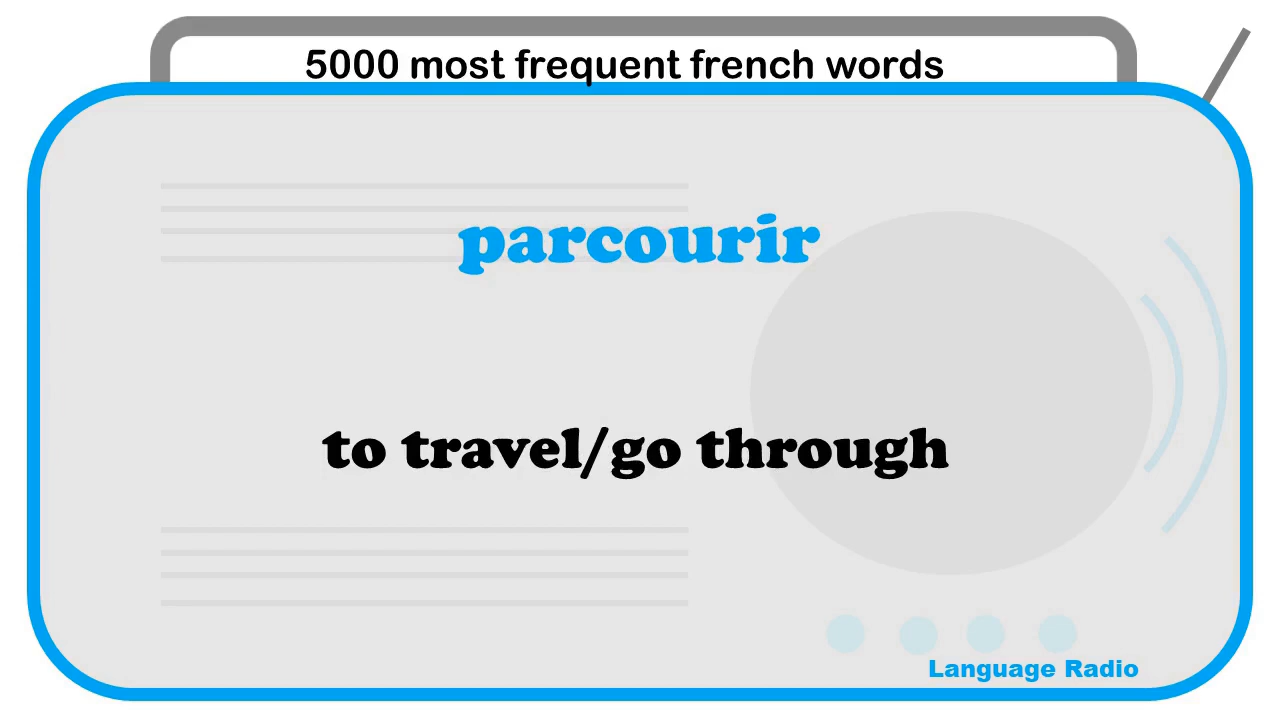 5000 most frequent french words
parcourir
to travel/go through
Language Radio